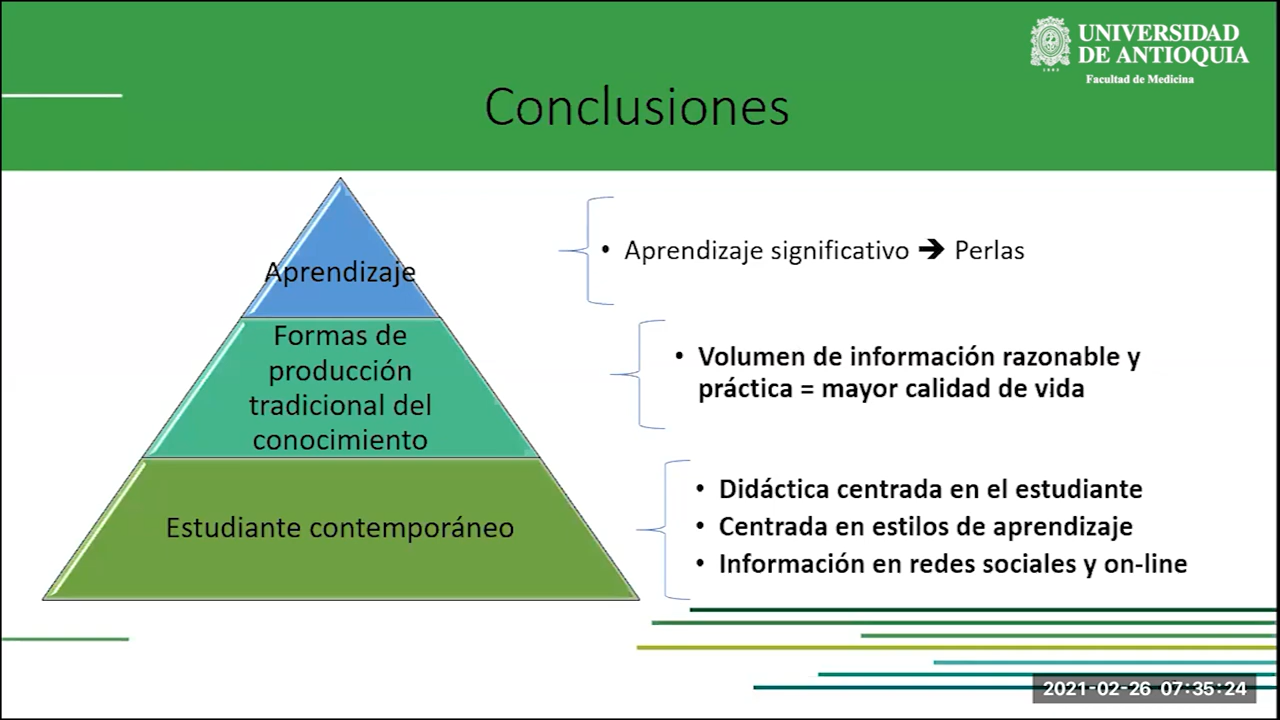 UNIVERSIDAD
DE ANTIOQUIA
1803
Facultad de Medicina
Conclusiones
Aprendizaje
• Aprendizaje significativo ➔ Perlas
Formas de
producción
tradicional del
conocimiento
• Volumen de información razonable y
práctica = mayor calidad de vida
Estudiante contemporáneo
• Didáctica centrada en el estudiante
• Centrada en estilos de aprendizaje
• Información en redes sociales y on-line
2021-02-26 07:35:24